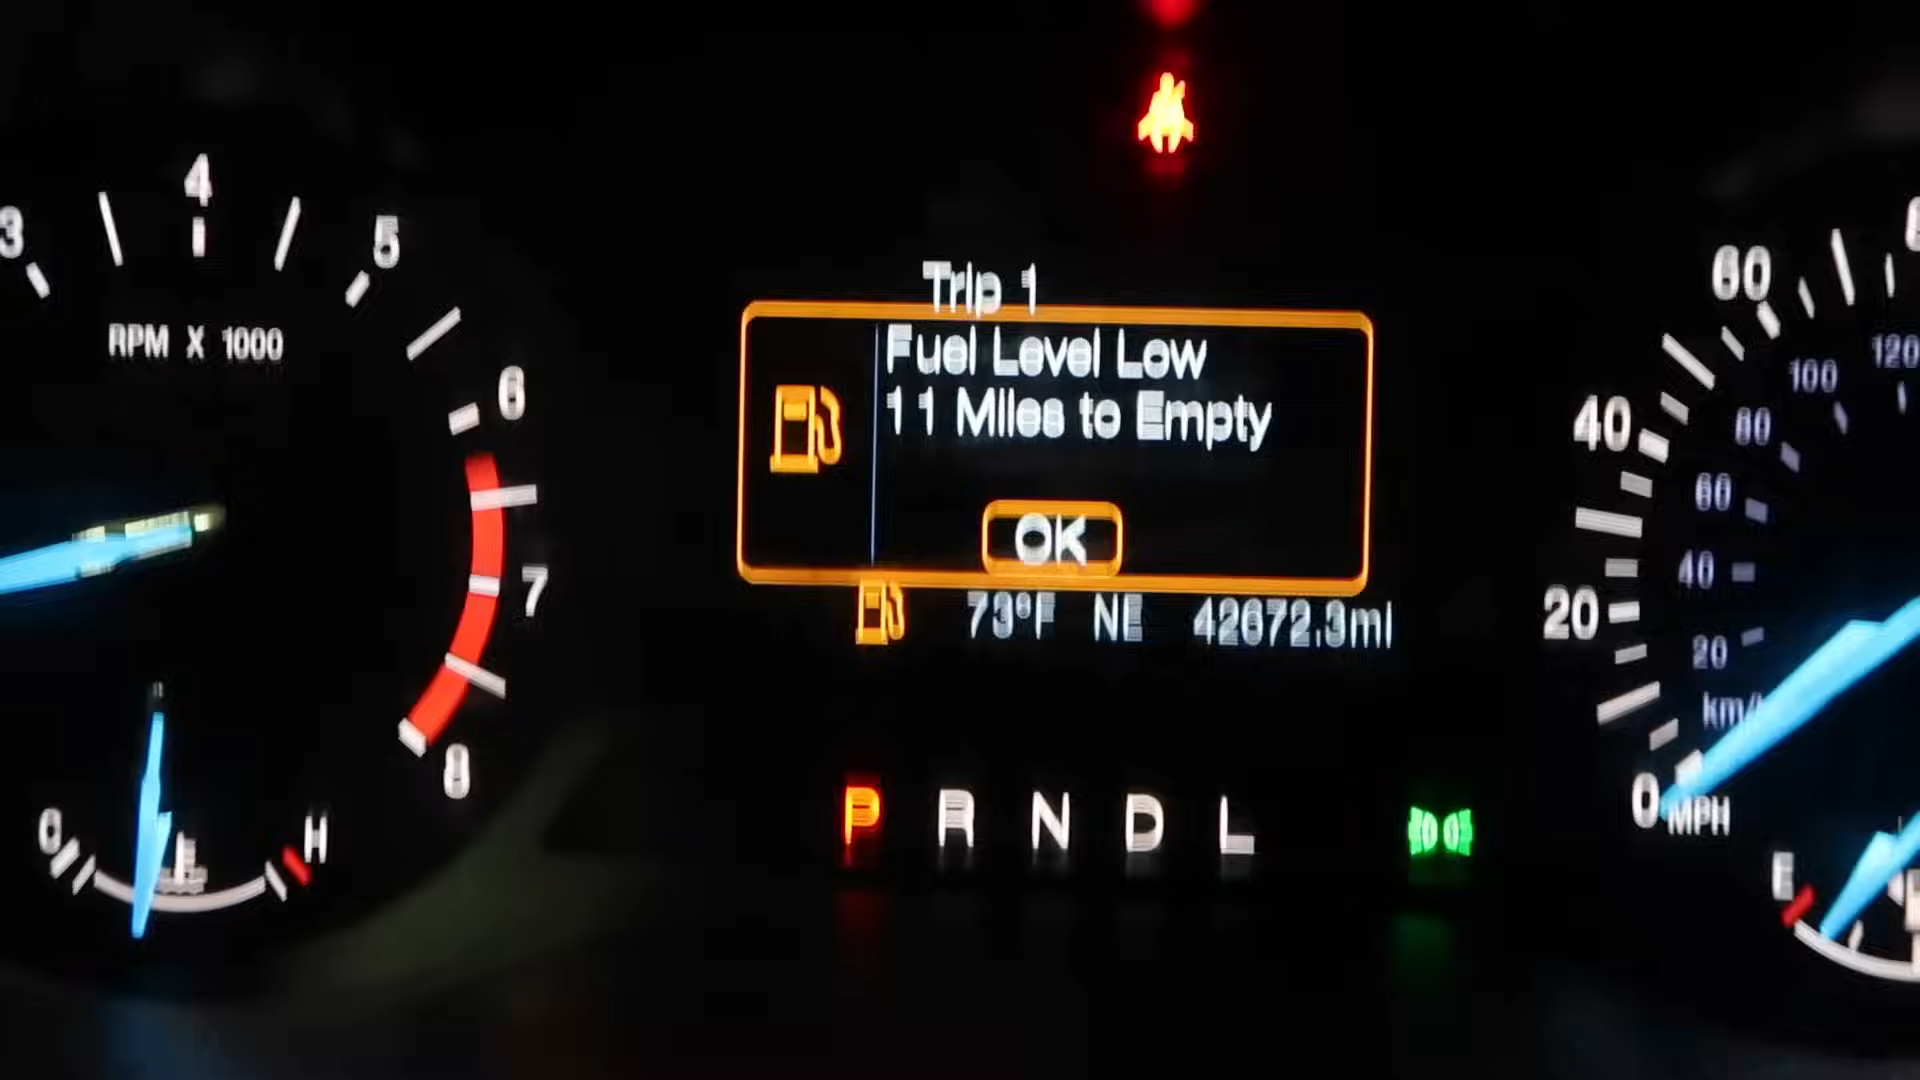 3 4 5 6 7 8
RPM X 1000
C H
Trip 1
Fuel Level Low
11 Miles to Empty
OK
73°F NE 42672.3mi
P R N D L
0 20 40 60
MPH
20 40 60 80 100 120
E